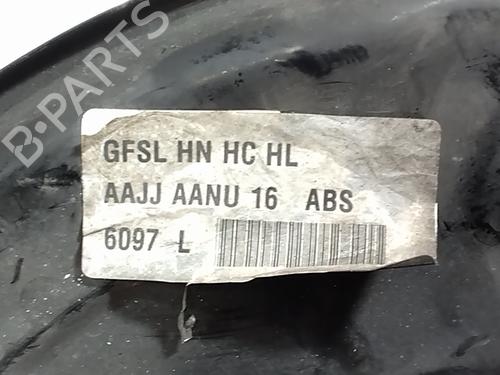 B-PARTS
GFSL HN HC HL
AAJJ AANU 16 ABS
6097 L